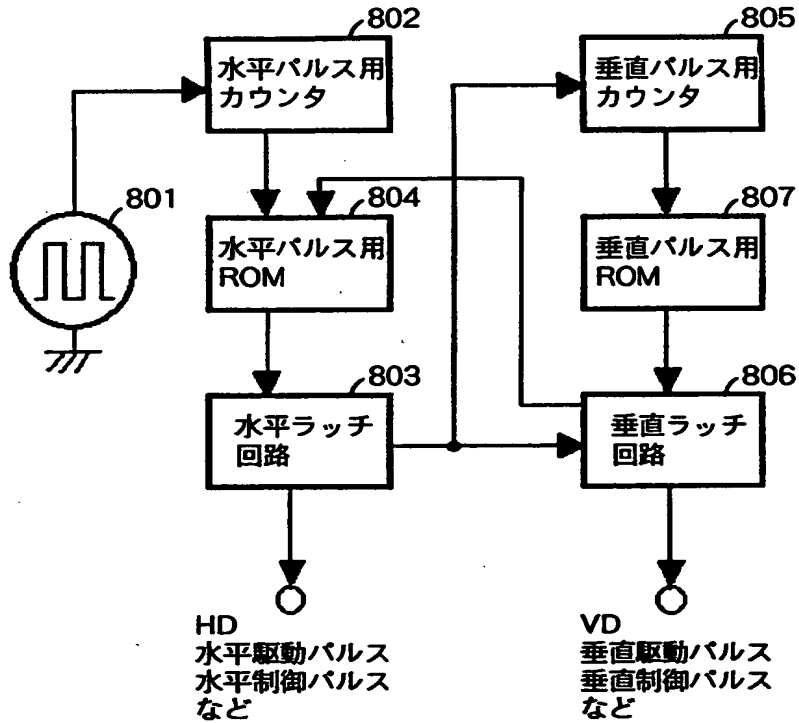 802
水平パルス用
カウンタ
805
垂直パルス用
カウンタ
801
804
水平パルス用
ROM
807
垂直パルス用
ROM
803
水平ラッチ
回路
806
垂直ラッチ
回路
HD
水平駆動パルス
水平制御パルス
など
VD
垂直駆動パルス
垂直制御パルス
など